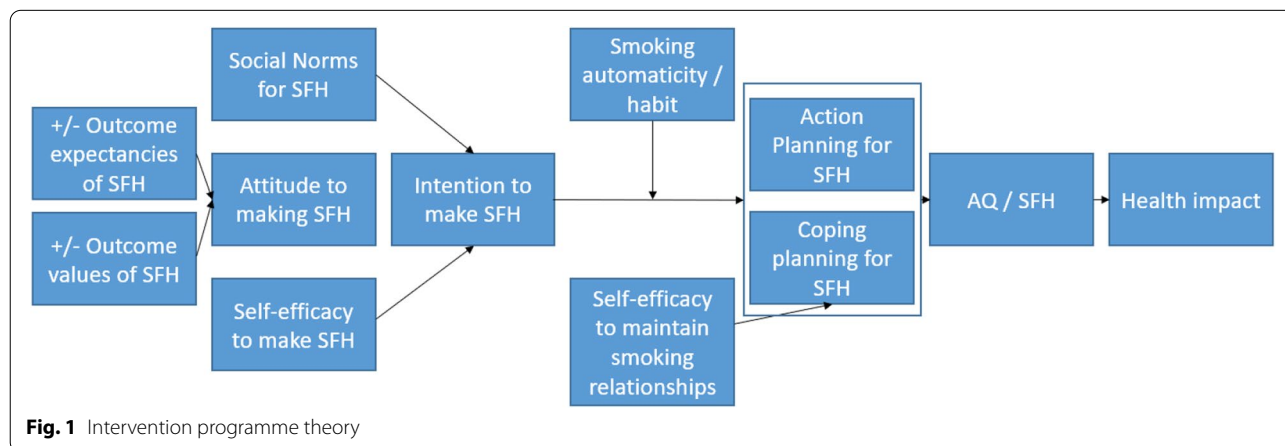 Social Norms
for SFH
Smoking
automaticity /
habit
+/- Outcome
expectancies
of SFH
Attitude to
making SFH
Intention to
make SFH
Action
Planning for
SFH
AQ / SFH
Health impact
+/- Outcome
values of SFH
Coping
planning for
SFH
Self-efficacy
to make SFH
Self-efficacy
to maintain
smoking
relationships
Fig. 1 Intervention programme theory